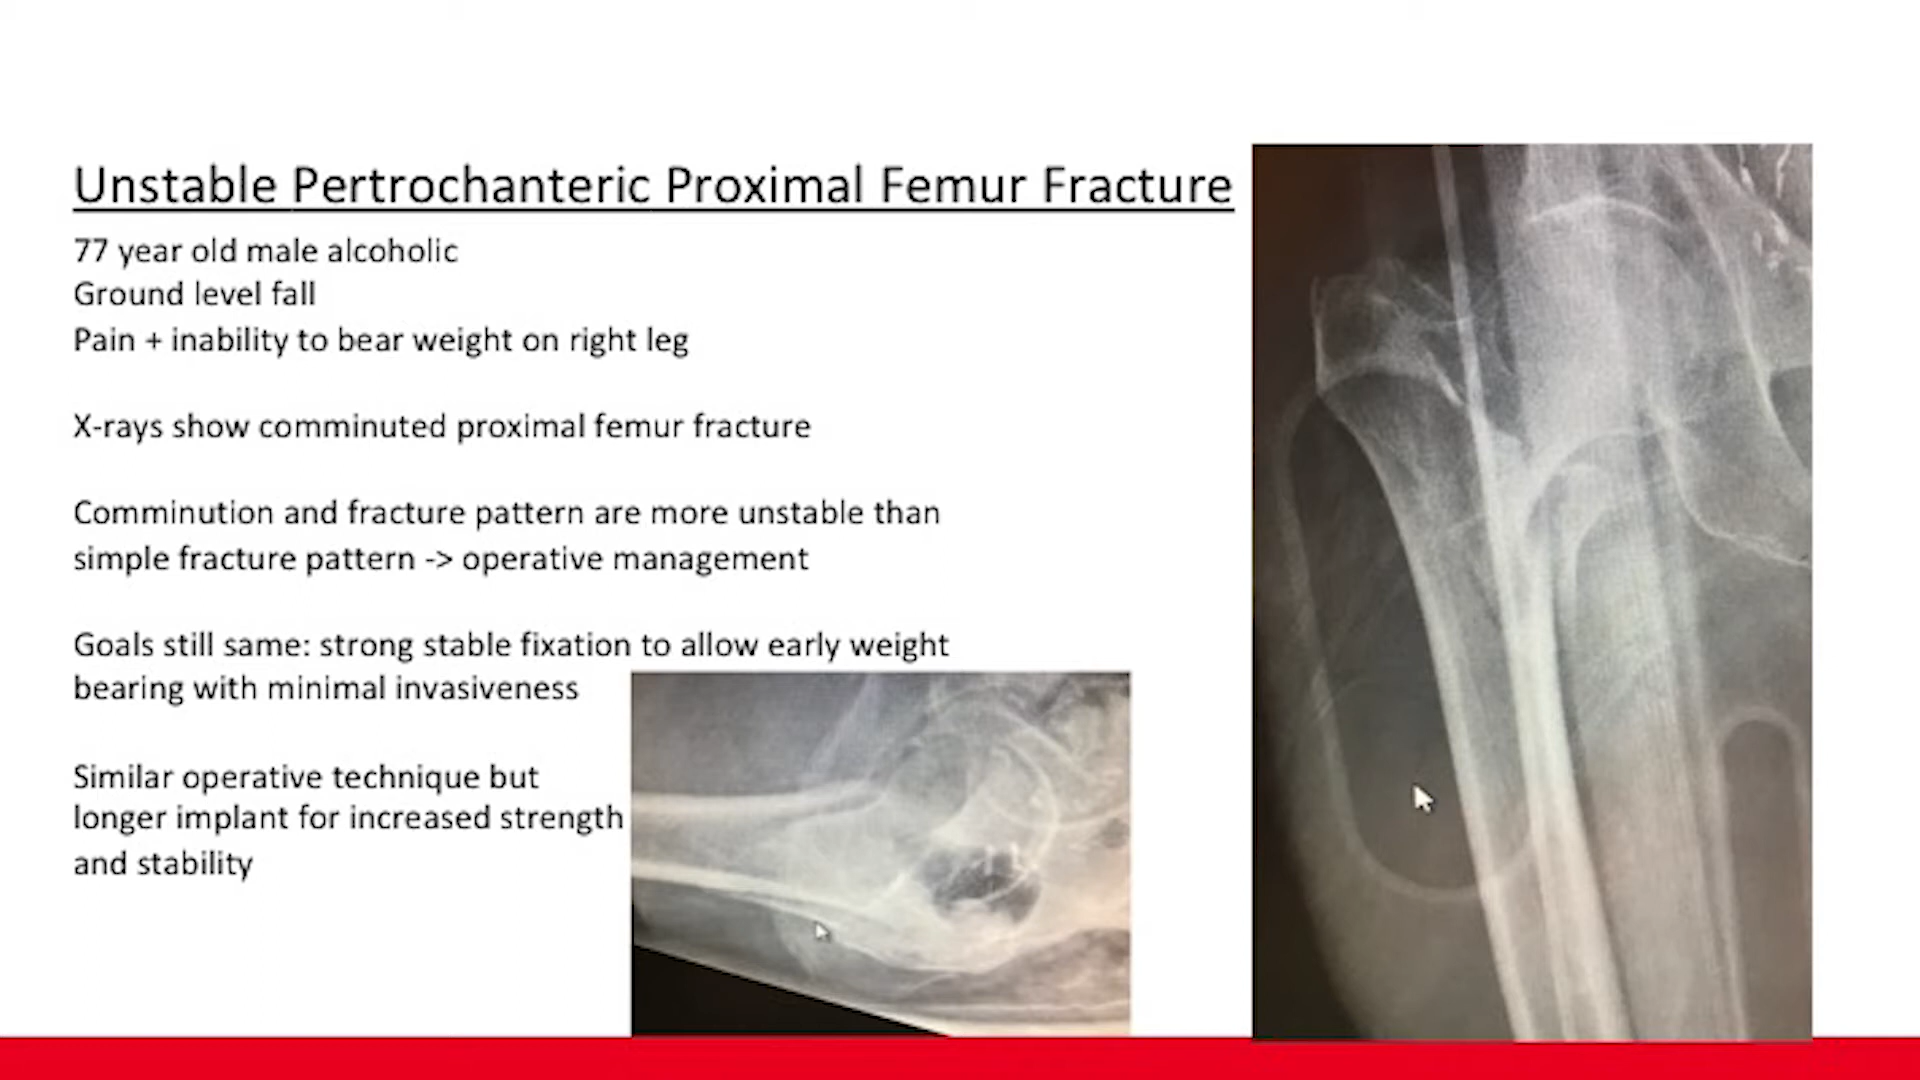 Unstable Pertrochanteric Proximal Femur Fracture
77 year old male alcoholic
Ground level fall
Pain + inability to bear weight on right leg
X-rays show comminuted proximal femur fracture
Comminution and fracture pattern are more unstable than
simple fracture pattern -> operative management
Goals still same: strong stable fixation to allow early weight
bearing with minimal invasiveness
Similar operative technique but
longer implant for increased strength
and stability